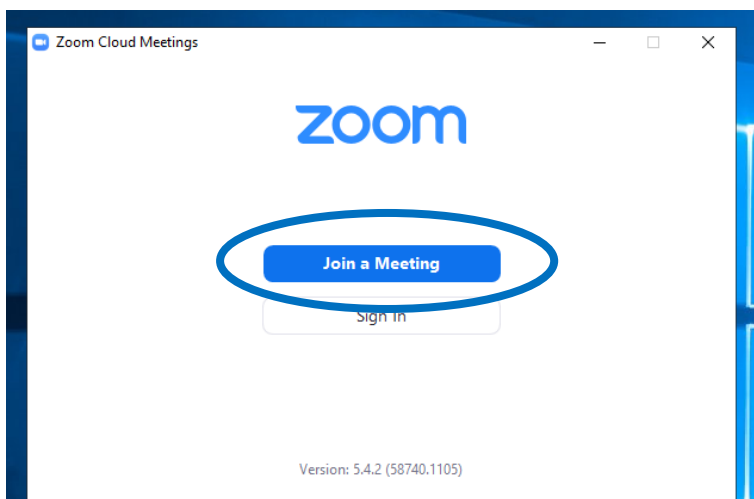 Zoom Cloud Meetings
zoom
Join a Meeting
Sign In
Version: 5.4.2 (58740.1105)